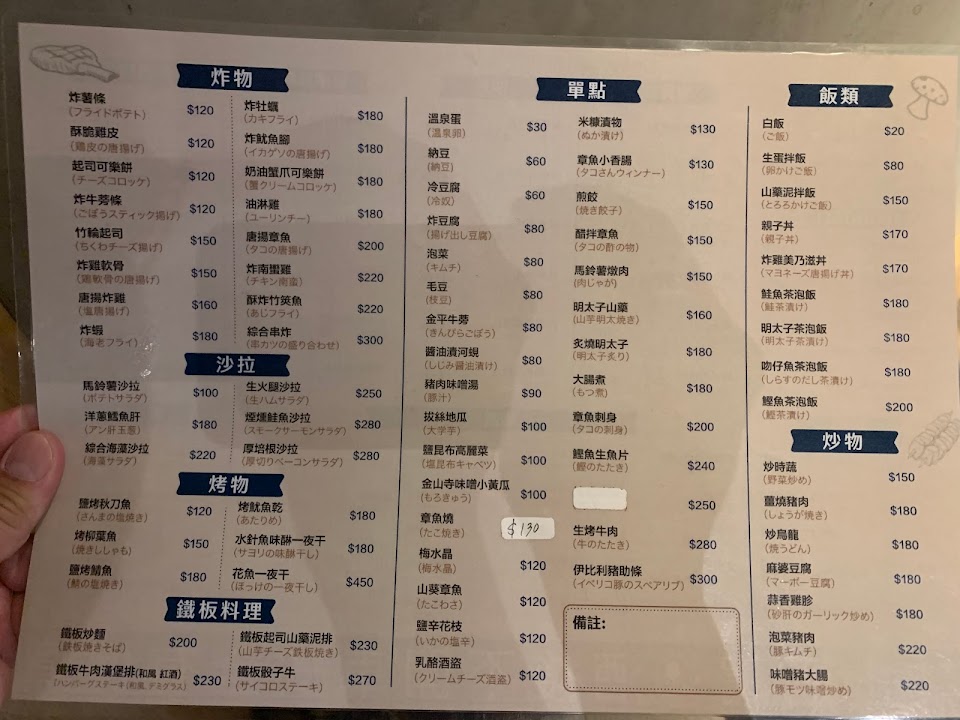 炸物
炸薯條 $120
(フライドポテト)
酥脆雞皮 $120
(鶏皮の唐揚げ)
起司可樂餅 $120
(チーズコロッケ)
炸牛蒡條 $120
(ごぼうスティック揚げ)
竹輪起司 $150
(ちくわチーズ揚げ)
炸雞軟骨 $150
(鶏軟骨の唐揚げ)
唐揚炸雞 $160
(塩唐揚げ)
炸蝦 $180
(海老フライ)
炸牡蠣 $180
(カキフライ)
炸魷魚腳 $180
(イカゲソの唐揚げ)
奶油蟹爪可樂餅 $180
(蟹クリームコロッケ)
油淋雞 $180
(ユーリンチー)
唐揚章魚 $200
(タコの唐揚げ)
炸南蠻雞 $220
(チキン南蛮)
酥炸竹筴魚 $220
(あじフライ)
綜合串炸 $300
(串カツの盛り合わせ)
沙拉
馬鈴薯沙拉 $100
(ポテトサラダ)
洋蔥鱈魚肝 $180
(アン肝玉葱)
綜合海藻沙拉 $220
(海藻サラダ)
生火腿沙拉 $250
(生ハムサラダ)
煙燻鮭魚沙拉 $280
(スモークサーモンサラダ)
厚培根沙拉 $280
(厚切りベーコンサラダ)
烤物
鹽烤秋刀魚 $120
(さんまの塩焼き)
烤柳葉魚 $150
(焼きししゃも)
鹽烤鯖魚 $180
(鯖の塩焼き)
烤魷魚乾 $180
(あたりめ)
水針魚味醂一夜干 $180
(サヨリの味醂干し)
花魚一夜干 $450
(ほっけの一夜干し)
鐵板料理
鐵板炒麵 $200
(鉄板焼きそば)
鐵板牛肉漢堡排(和風 紅酒) $230
(ハンバーグステーキ(和風, デミグラス)
鐵板起司山藥泥排 $230
(山芋チーズ鉄板焼き)
鐵板骰子牛 $270
(サイコロステーキ)
單點
溫泉蛋 $30
(温泉卵)
納豆 $60
(納豆)
冷豆腐 $60
(冷奴)
炸豆腐 $80
(揚げ出し豆腐)
泡菜 $80
(キムチ)
毛豆 $80
(枝豆)
金平牛蒡 $80
(きんぴらごぼう)
醬油漬河蜆 $80
(しじみ醤油漬け)
豬肉味噌湯 $90
(豚汁)
拔絲地瓜 $100
(大学芋)
鹽昆布高麗菜 $100
(塩昆布キャベツ)
金山寺味噌小黃瓜 $100
(もろきゅう)
章魚燒 $130
(たこ焼き)
梅水晶 $120
(梅水晶)
山葵章魚 $120
(たこわさ)
鹽辛花枝 $120
(いかの塩辛)
乳酪酒盜 $120
(クリームチーズ酒盗)
米糠漬物 $130
(ぬか漬け)
章魚小香腸 $130
(タコさんウィンナー)
煎餃 $150
(焼き餃子)
醋拌章魚 $150
(タコの酢の物)
馬鈴薯燉肉 $150
(肉じゃが)
明太子山藥 $160
(山芋明太焼き)
炙燒明太子 $180
(明太子炙り)
大腸煮 $180
(もつ煮)
章魚刺身 $200
(タコの刺身)
鰹魚生魚片 $240
(鰹のたたき)
$250
生烤牛肉 $280
(牛のたたき)
伊比利豬肋條 $300
(イベリコ豚のスペアリブ)
備註:
飯類
白飯 $20
(ご飯)
生蛋拌飯 $80
(卵かけご飯)
山藥泥拌飯 $150
(とろろかけご飯)
親子丼 $170
(親子丼)
炸雞美乃滋丼 $170
(マヨネーズ唐揚げ丼)
鮭魚茶泡飯 $180
(鮭茶漬け)
明太子茶泡飯 $180
(明太子茶漬け)
吻仔魚茶泡飯 $180
(しらすのだし茶漬け)
鰹魚茶泡飯 $200
(鰹茶漬け)
炒物
炒時蔬 $150
(野菜炒め)
薑燒豬肉 $180
(しょうが焼き)
炒烏龍 $180
(焼うどん)
麻婆豆腐 $180
(マーボー豆腐)
蒜香雞胗 $180
(砂肝のガーリック炒め)
泡菜豬肉 $220
(豚キムチ)
味噌豬大腸 $220
(豚モツ味噌炒め)